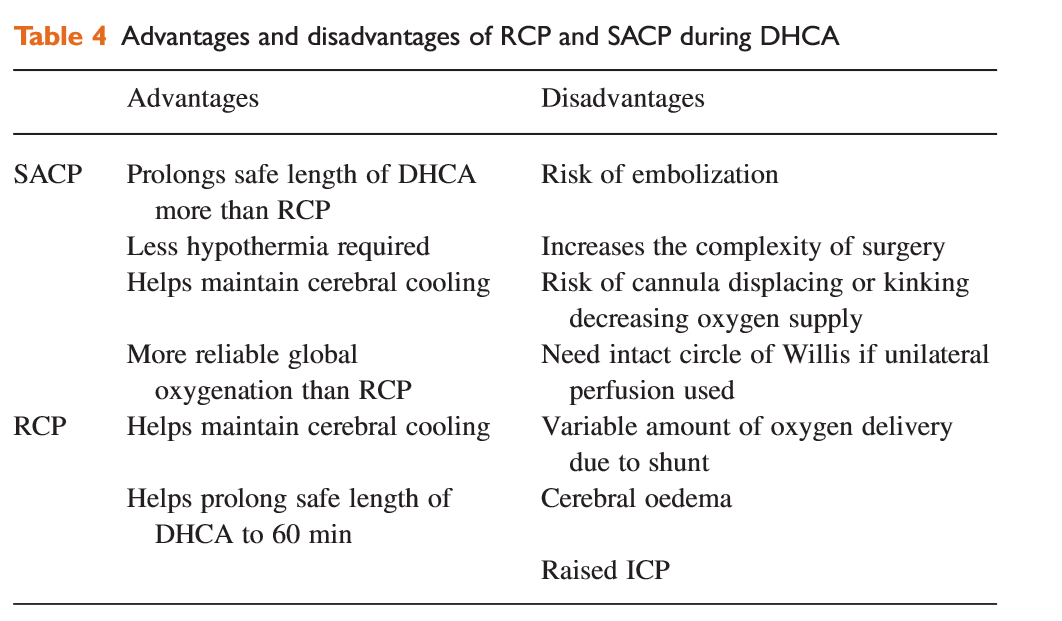 Table 4 Advantages and disadvantages of RCP and SACP during DHCA
Advantages Disadvantages
SACP Prolongs safe length of DHCA Risk of embolization
more than RCP
Less hypothermia required Increases the complexity of surgery
Helps maintain cerebral cooling Risk of cannula displacing or kinking
decreasing oxygen supply
More reliable global Need intact circle of Willis if unilateral
oxygenation than RCP perfusion used
RCP Helps maintain cerebral cooling Variable amount of oxygen delivery
due to shunt
Helps prolong safe length of Cerebral oedema
DHCA to 60 min
Raised ICP